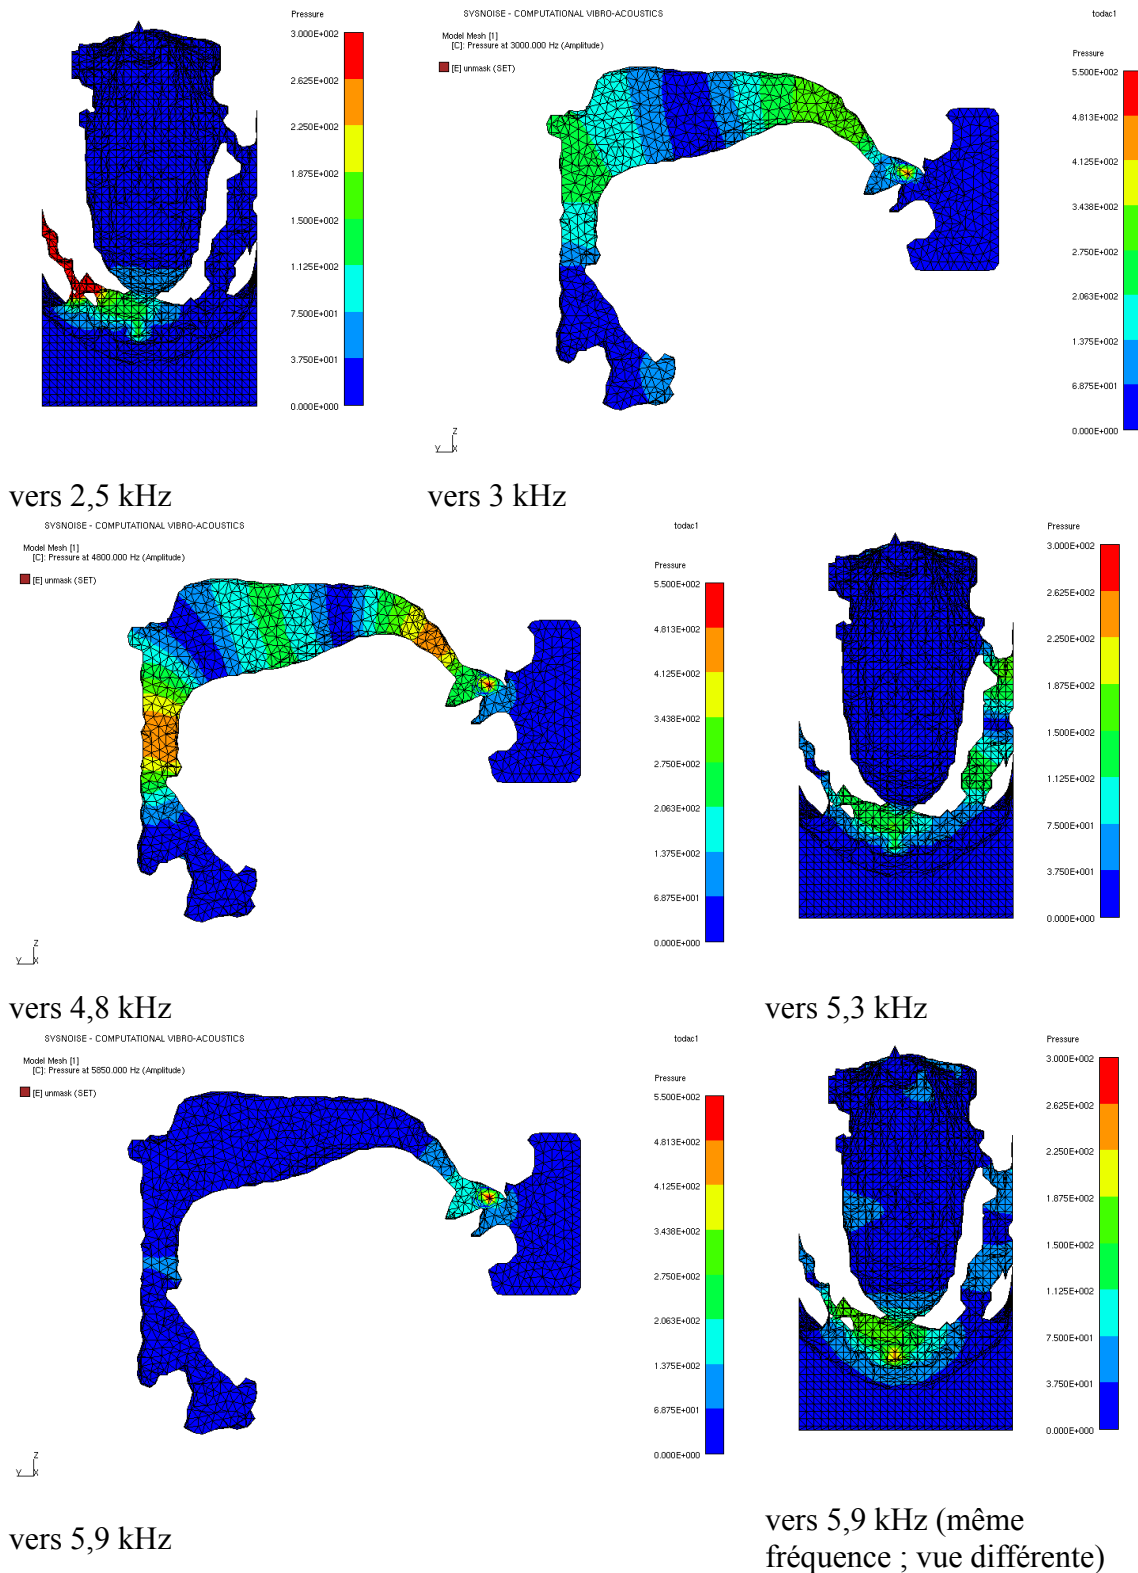 Pressure
3.000E+002
2.625E+002
2.250E+002
1.875E+002
1.500E+002
1.125E+002
7.500E+001
3.750E+001
0.000E+000
SYSNOISE - COMPUTATIONAL VIBRO-ACOUSTICS
todac1
Model Mesh [1]
[C]: Pressure at 3000.000 Hz (Amplitude)
[E] unmask (SET)
Pressure
5.500E+002
4.813E+002
4.125E+002
3.438E+002
2.750E+002
2.063E+002
1.375E+002
6.875E+001
0.000E+000
Z
Y X
vers 2,5 kHz
vers 3 kHz
SYSNOISE - COMPUTATIONAL VIBRO-ACOUSTICS
todac1
Model Mesh [1]
[C]: Pressure at 4800.000 Hz (Amplitude)
[E] unmask (SET)
Pressure
5.500E+002
4.813E+002
4.125E+002
3.438E+002
2.750E+002
2.063E+002
1.375E+002
6.875E+001
0.000E+000
Z
Y X
Pressure
3.000E+002
2.625E+002
2.250E+002
1.875E+002
1.500E+002
1.125E+002
7.500E+001
3.750E+001
0.000E+000
vers 4,8 kHz
vers 5,3 kHz
SYSNOISE - COMPUTATIONAL VIBRO-ACOUSTICS
todac1
Model Mesh [1]
[C]: Pressure at 5850.000 Hz (Amplitude)
[E] unmask (SET)
Pressure
5.500E+002
4.813E+002
4.125E+002
3.438E+002
2.750E+002
2.063E+002
1.375E+002
6.875E+001
0.000E+000
Z
Y X
Pressure
3.000E+002
2.625E+002
2.250E+002
1.875E+002
1.500E+002
1.125E+002
7.500E+001
3.750E+001
0.000E+000
vers 5,9 kHz
vers 5,9 kHz (même
fréquence ; vue différente)